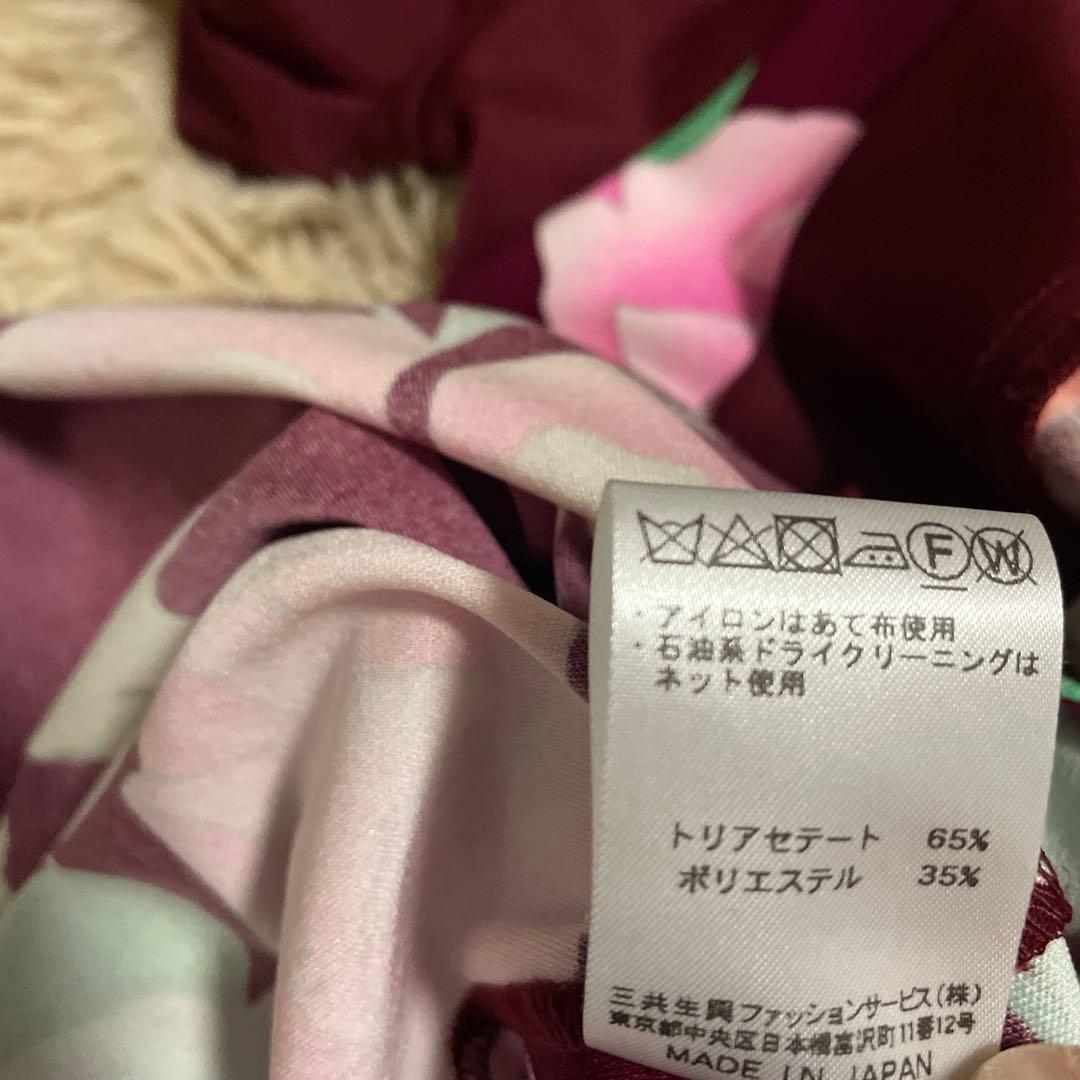 F W
・アイロンはあて布使用
・石油系ドライクリーニングは
ネット使用
トリアセテート 65%
ポリエステル 35%
三共生興ファッションサービス(株)
東京都中央区日本橋富沢町11番12号
MADE IN JAPAN